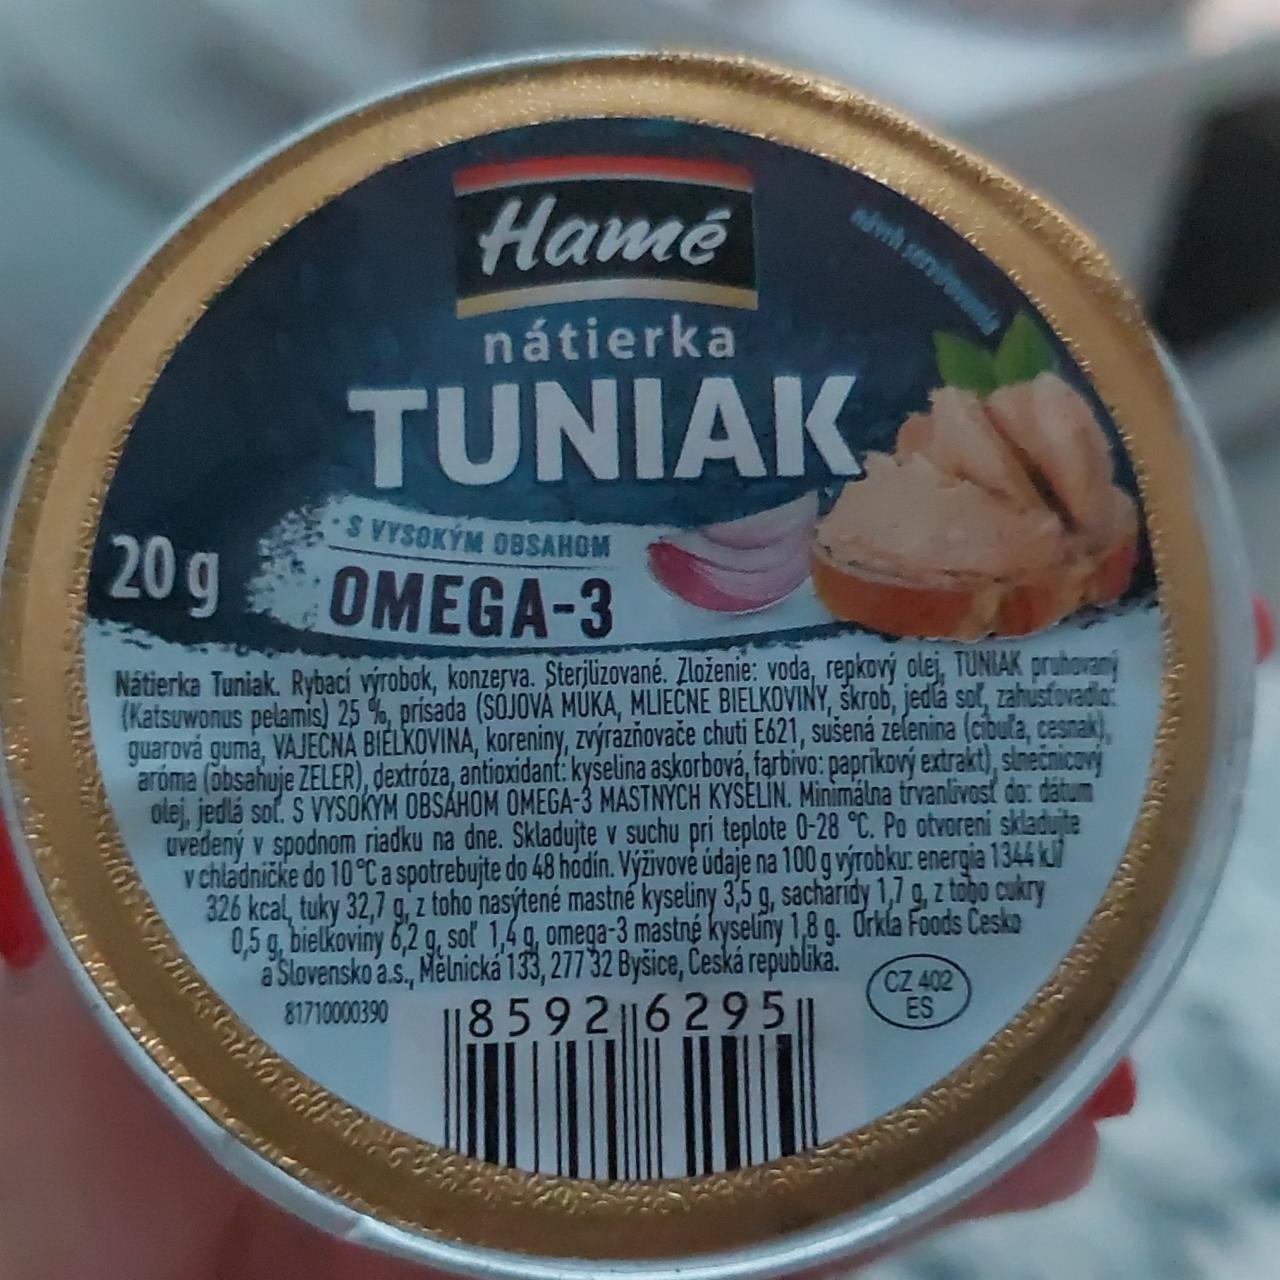 Hamé
návrh servírovania
nátierka
TUNIAK
S VYSOKÝM OBSAHOM
OMEGA-3
20 g
Nátierka Tuniak. Rybací výrobok, konzerva. Sterilizované. Zloženie: voda, repkový olej, TUNIAK pruhovaný
(Katsuwonus pelamis) 25 %, prísada (SÓJOVÁ MÚKA, MLIEČNE BIELKOVINY, škrob, jedlá soľ, zahusťovadlo:
guarová guma, VAJEČNÁ BIELKOVINA, koreniny, zvýrazňovače chuti E621, sušená zelenina (cibuľa, cesnak),
aróma (obsahuje ZELER), dextróza, antioxidant: kyselina askorbová, farbivo: paprikový extrakt), slnečnicový
olej, jedlá soľ. S VYSOKÝM OBSAHOM OMEGA-3 MASTNÝCH KYSELÍN. Minimálna trvanlivosť do: dátum
uvedený v spodnom riadku na dne. Skladujte v suchu pri teplote 0-28 °C. Po otvorení skladujte
v chladničke do 10 °C a spotrebujte do 48 hodín. Výživové údaje na 100 g výrobku: energia 1344 kJ/
326 kcal, tuky 32,7 g, z toho nasýtené mastné kyseliny 3,5 g, sacharidy 1,7 g, z toho cukry
0,5 g, bielkoviny 6,2 g, soľ 1,4 g, omega-3 mastné kyseliny 1,8 g. Orkla Foods Česko
a Slovensko a.s., Mělnická 133, 277 32 Byšice, Česká republika.
CZ 402
ES
81710000390
8592 6295